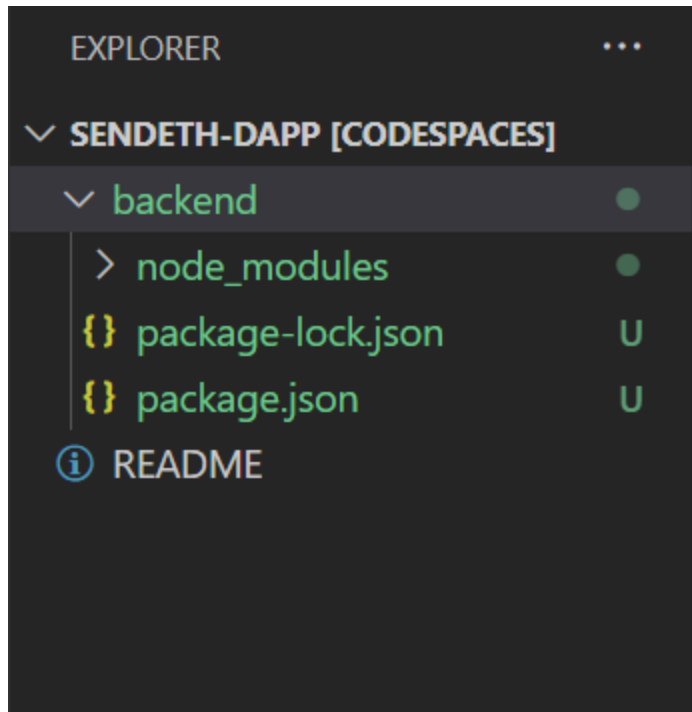 EXPLORER ...
SENDETH-DAPP [CODESPACES]
backend
node_modules
{} package-lock.json U
{} package.json U
README